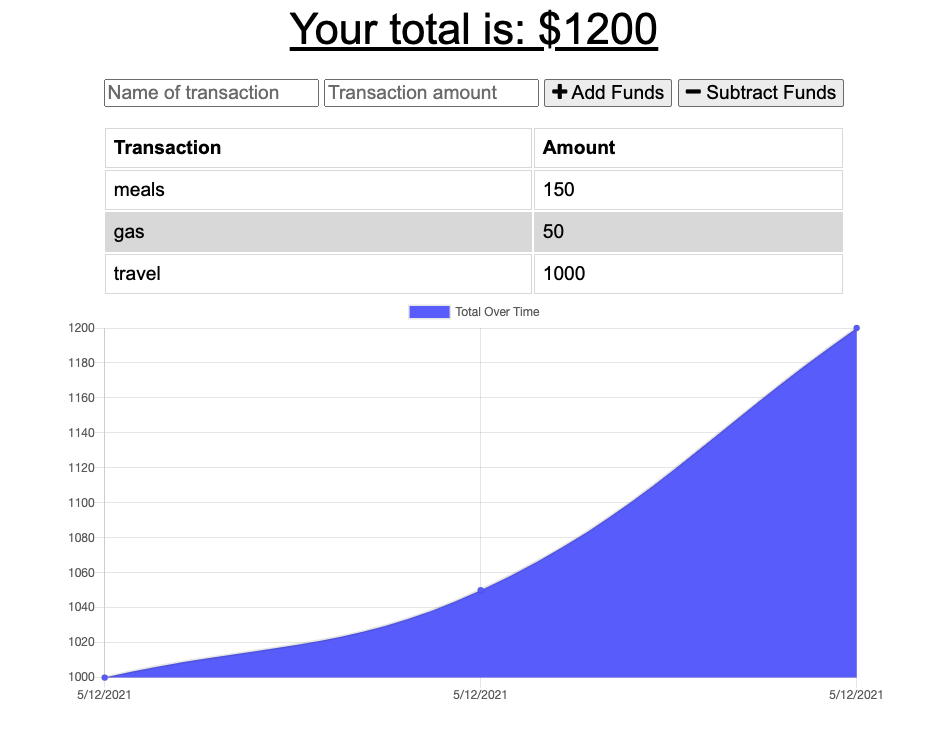 Your total is: $1200
Name of transaction Transaction amount + Add Funds − Subtract Funds
Transaction Amount
meals 150
gas 50
travel 1000
Total Over Time
1200
1180
1160
1140
1120
1100
1080
1060
1040
1020
1000
5/12/2021 5/12/2021 5/12/2021